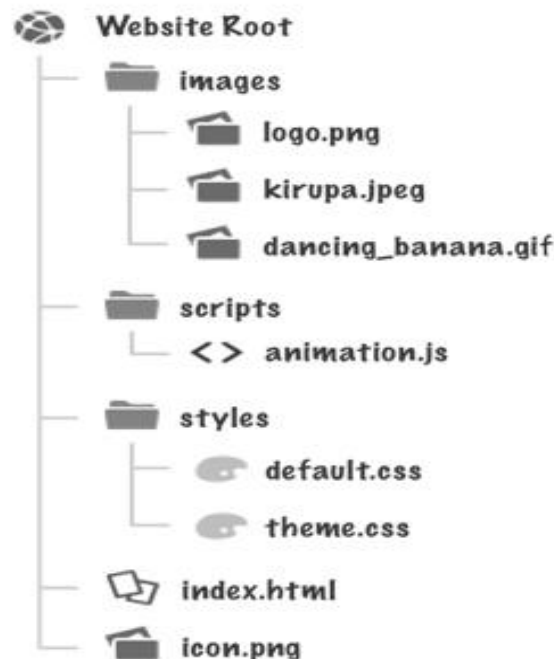 Website Root
images
logo.png
kirupa.jpeg
dancing_banana.gif
scripts
animation.js
styles
default.css
theme.css
index.html
icon.png